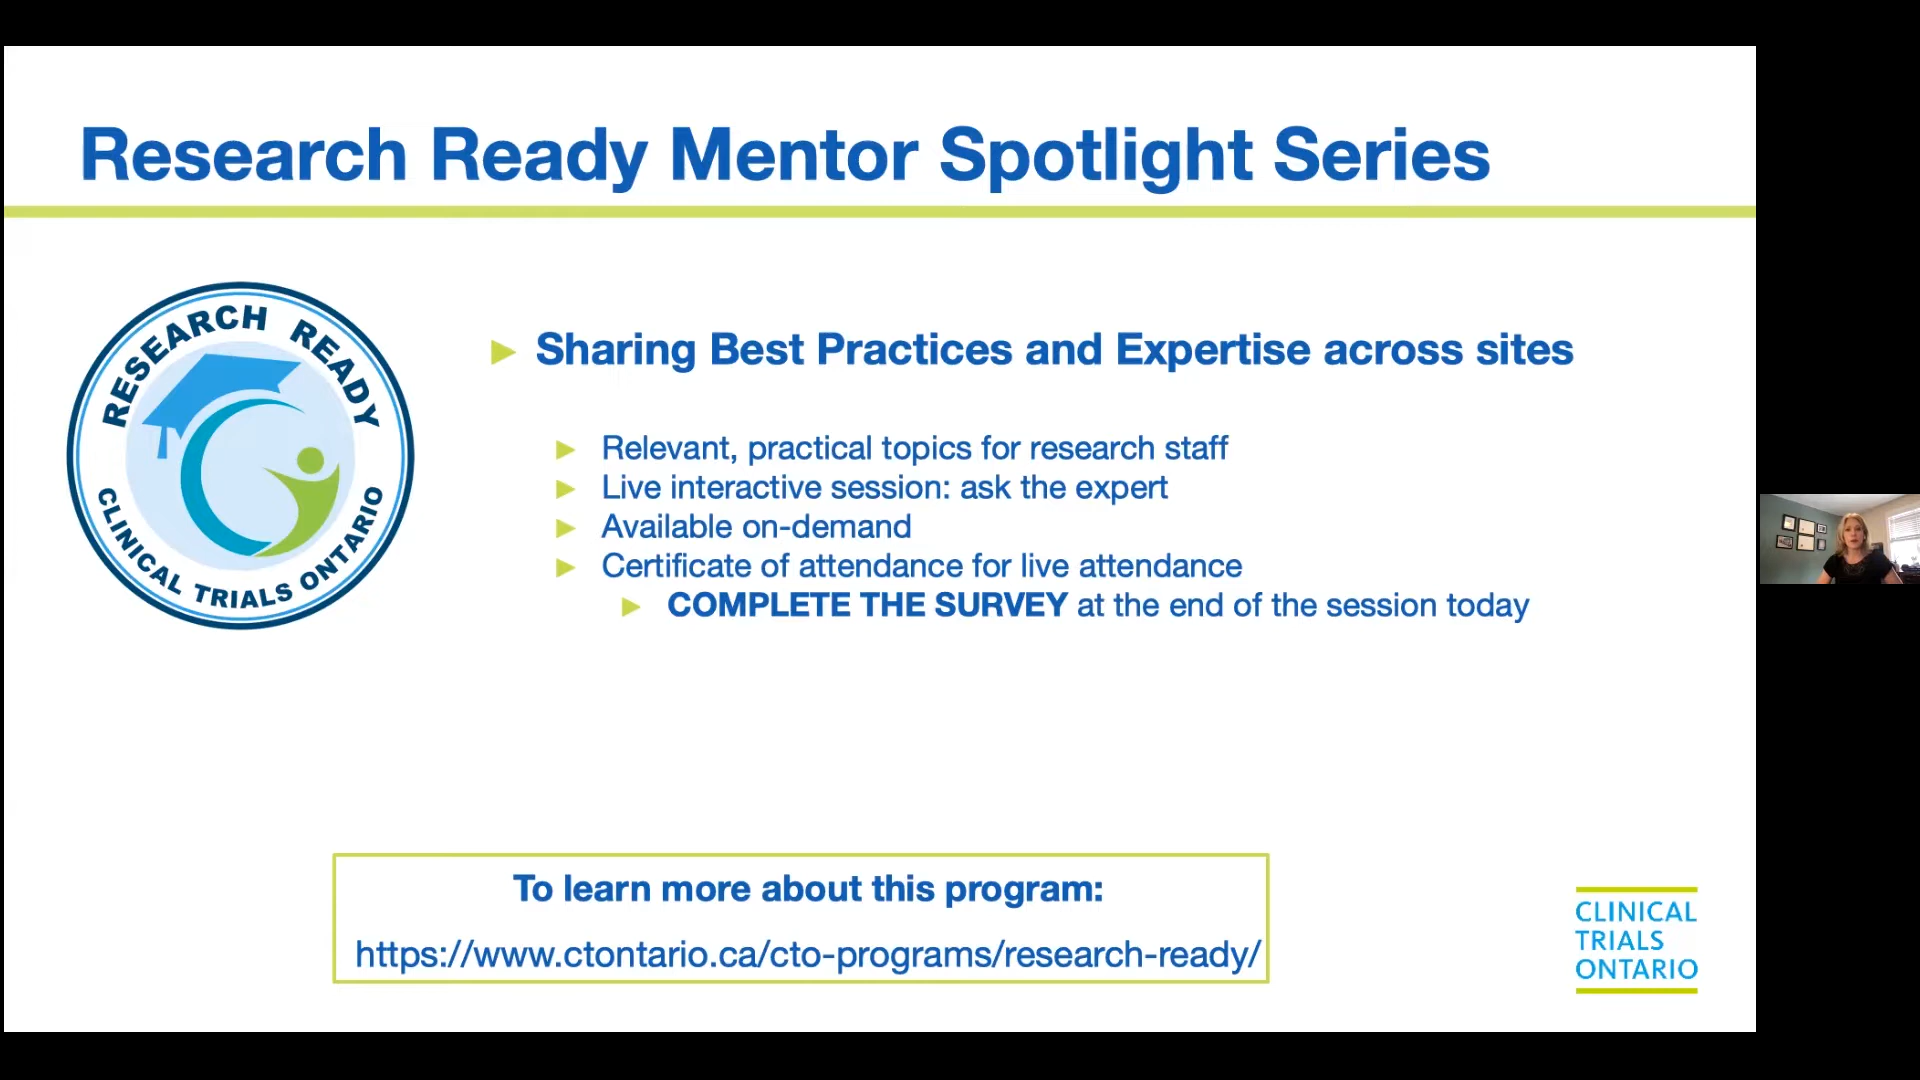 Research Ready Mentor Spotlight Series
RESEARCH READY
CLINICAL TRIALS ONTARIO
Sharing Best Practices and Expertise across sites
Relevant, practical topics for research staff
Live interactive session: ask the expert
Available on-demand
Certificate of attendance for live attendance
COMPLETE THE SURVEY at the end of the session today
To learn more about this program:
https://www.ctontario.ca/cto-programs/research-ready/
CLINICAL
TRIALS
ONTARIO